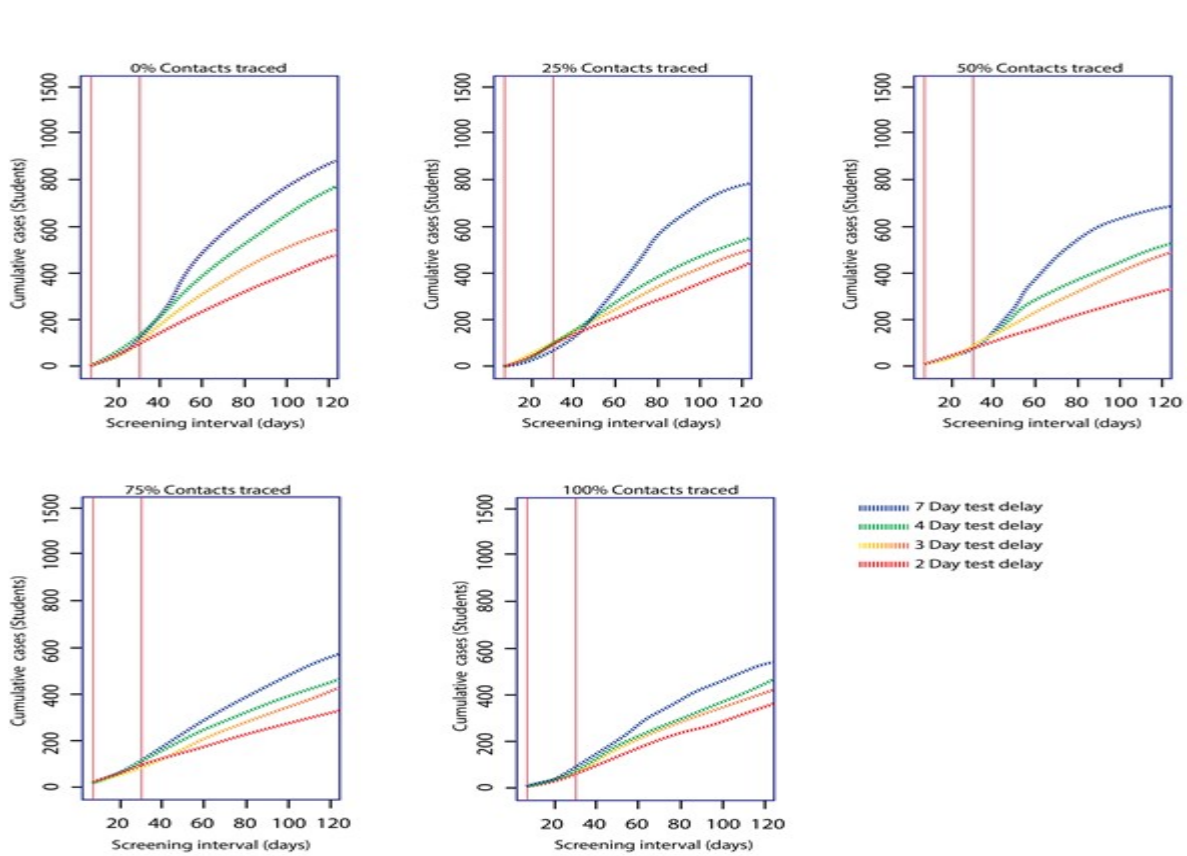 0% Contacts traced
1500
1000
800
600
400
200
0
Cumulative cases (Students)
20 40 60 80 100 120
Screening interval (days)
25% Contacts traced
1500
1000
800
600
400
200
0
Cumulative cases (Students)
20 40 60 80 100 120
Screening interval (days)
50% Contacts traced
1500
1000
800
600
400
200
0
Cumulative cases (Students)
20 40 60 80 100 120
Screening interval (days)
75% Contacts traced
1500
1000
800
600
400
200
0
Cumulative cases (Students)
20 40 60 80 100 120
Screening interval (days)
100% Contacts traced
1500
1000
800
600
400
200
0
Cumulative cases (Students)
20 40 60 80 100 120
Screening interval (days)
7 Day test delay
4 Day test delay
3 Day test delay
2 Day test delay